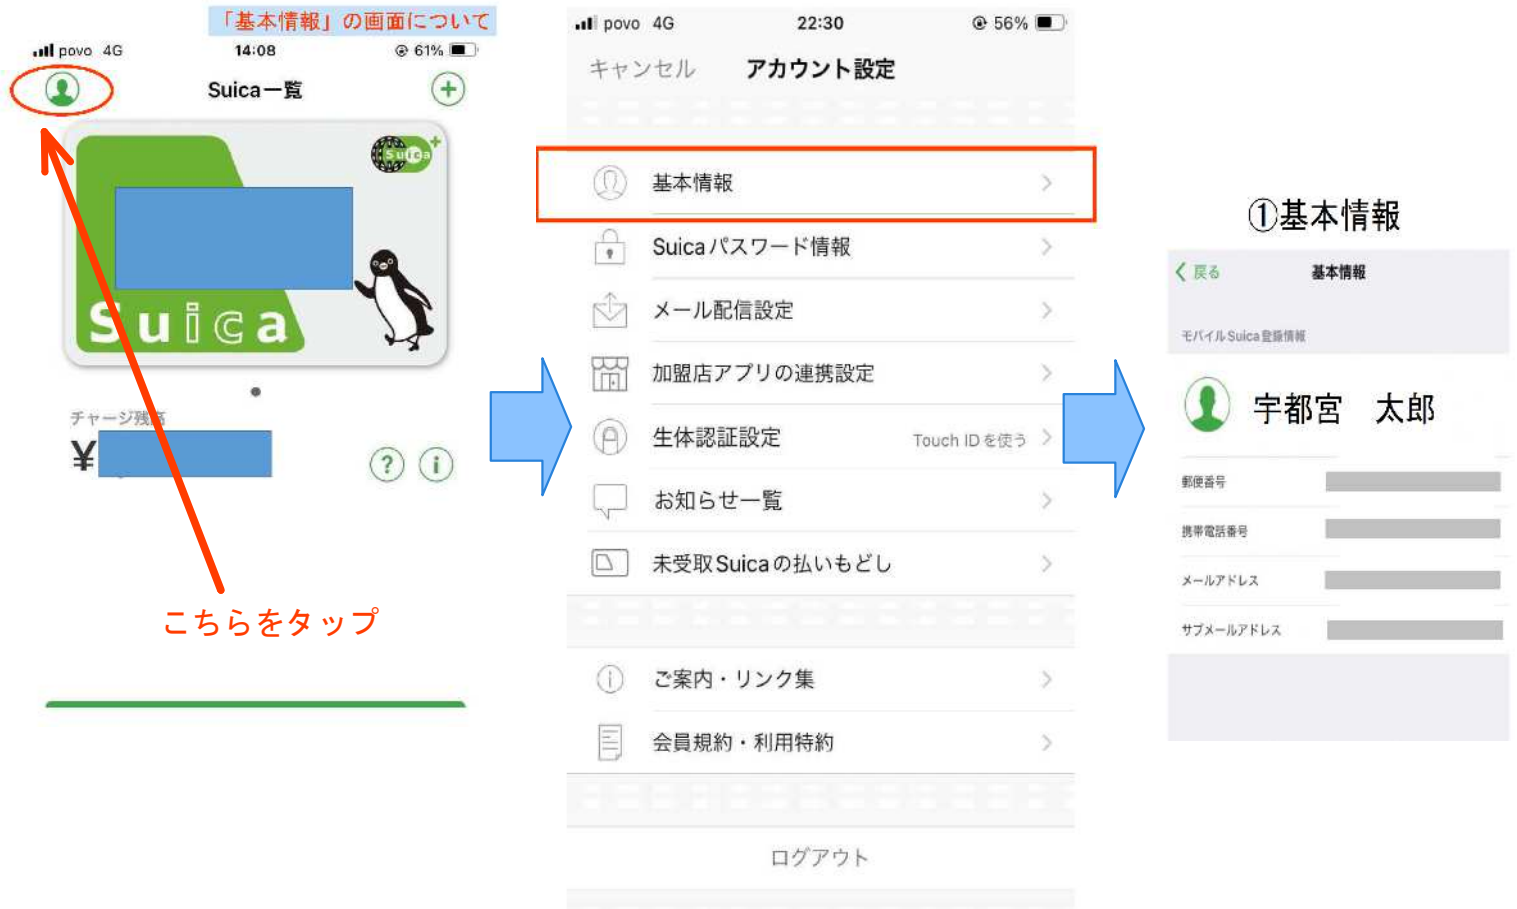 「基本情報」の画面について
povo 4G
14:08
61%
Suica一覧
Suica
Suica
チャージ残高
¥
?
i
こちらをタップ
povo 4G
22:30
56%
キャンセル
アカウント設定
基本情報
Suicaパスワード情報
メール配信設定
加盟店アプリの連携設定
生体認証設定
Touch IDを使う
お知らせ一覧
未受取Suicaの払いもどし
ご案内・リンク集
会員規約・利用特約
ログアウト
①基本情報
戻る
基本情報
モバイルSuica登録情報
宇都宮 太郎
郵便番号
携帯電話番号
メールアドレス
サブメールアドレス